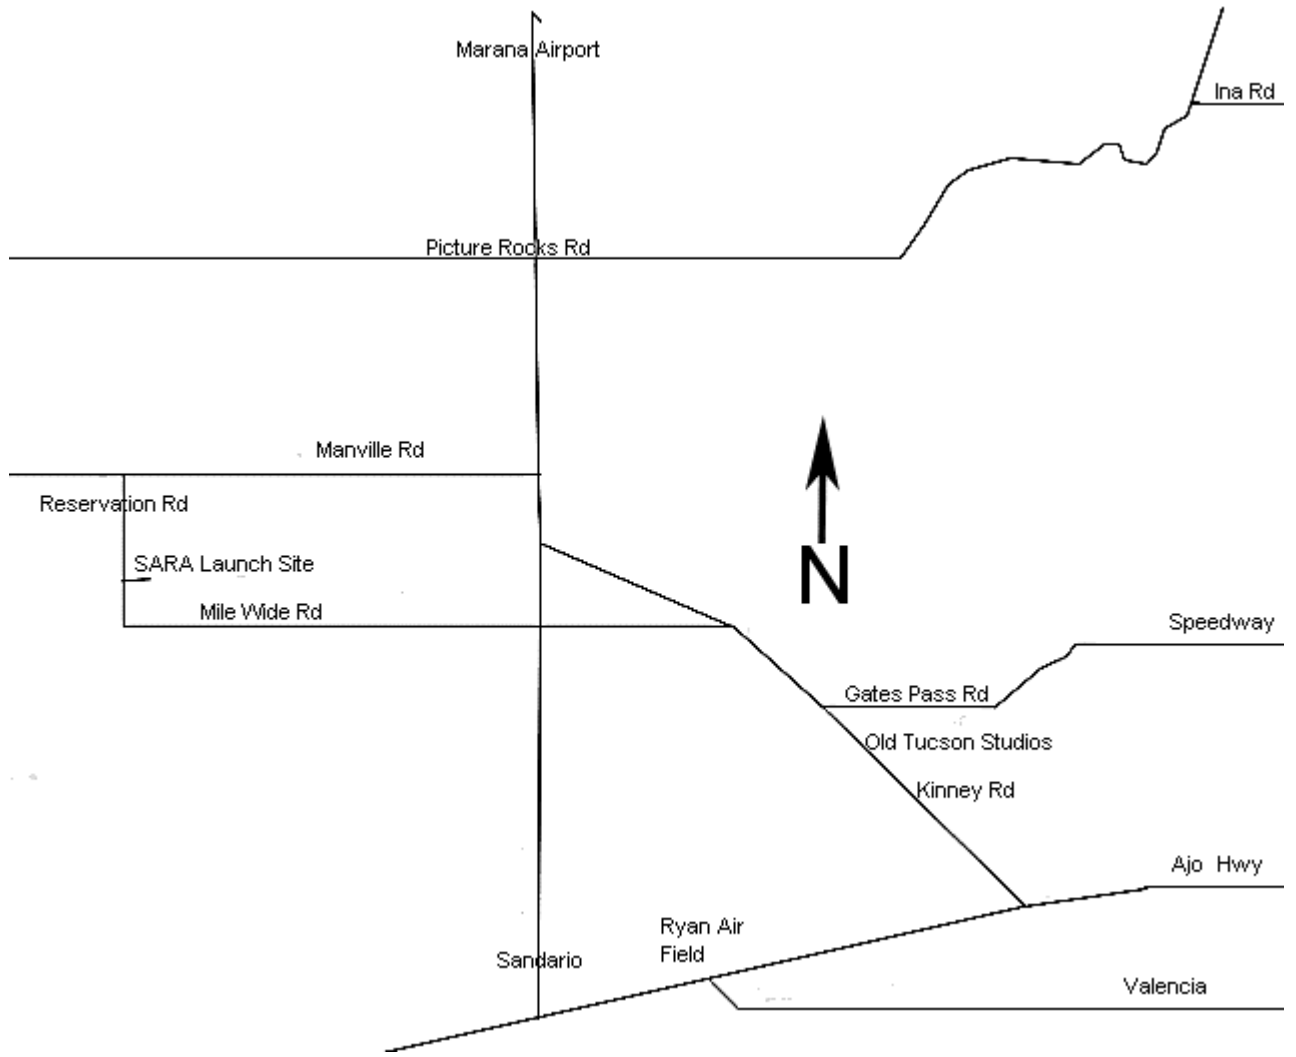 Marana Airport
Ina Rd
Picture Rocks Rd
Manville Rd
Reservation Rd
SARA Launch Site
N
Mile Wide Rd
Speedway
Gates Pass Rd
Old Tucson Studios
Kinney Rd
Ajo Hwy
Ryan Air
Field
Sandario
Valencia